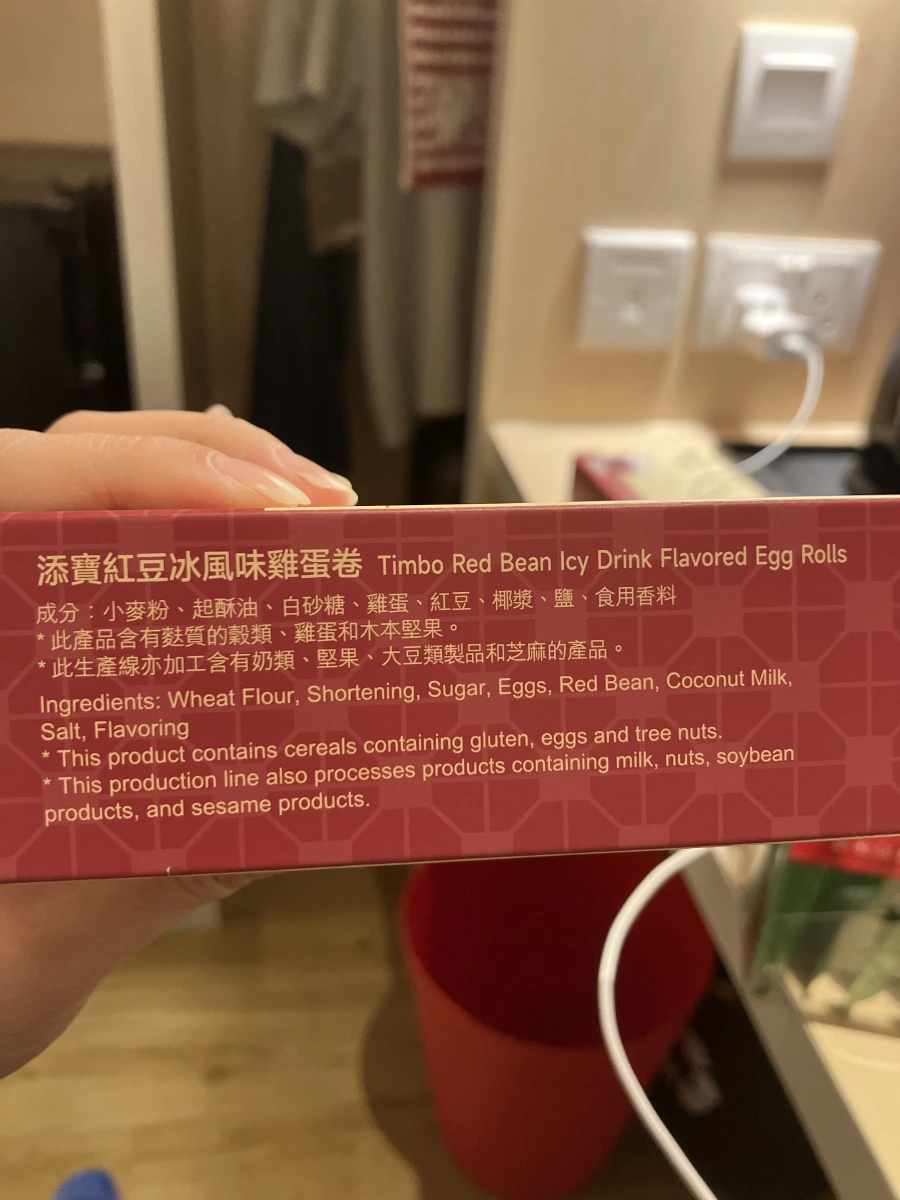 添寶紅豆冰風味雞蛋卷 Timbo Red Bean Icy Drink Flavored Egg Rolls
成分：小麥粉、起酥油、白砂糖、雞蛋、紅豆、椰漿、鹽、食用香料
* 此產品含有麩質的穀類、雞蛋和木本堅果。
* 此生產線亦加工含有奶類、堅果、大豆類製品和芝麻的產品。
Ingredients: Wheat Flour, Shortening, Sugar, Eggs, Red Bean, Coconut Milk,
Salt, Flavoring
* This product contains cereals containing gluten, eggs and tree nuts.
* This production line also processes products containing milk, nuts, soybean
products, and sesame products.